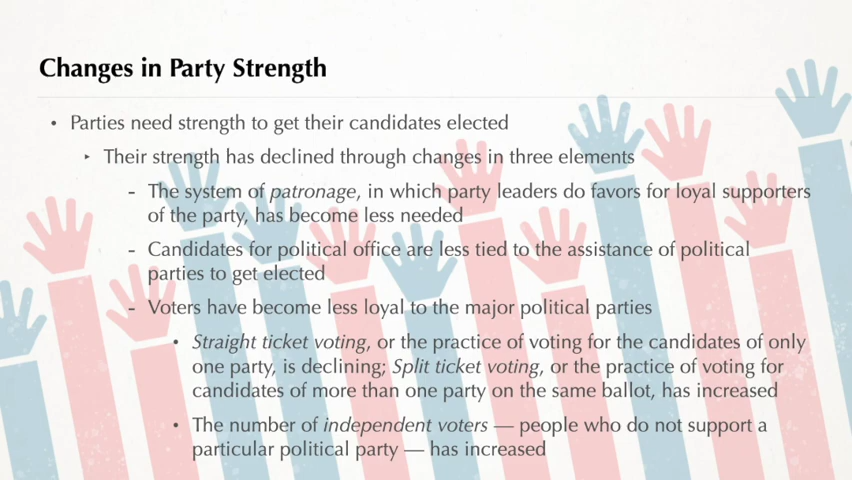 Changes in Party Strength
• Parties need strength to get their candidates elected
‣ Their strength has declined through changes in three elements
- The system of patronage, in which party leaders do favors for loyal supporters
of the party, has become less needed
- Candidates for political office are less tied to the assistance of political
parties to get elected
- Voters have become less loyal to the major political parties
• Straight ticket voting, or the practice of voting for the candidates of only
one party, is declining; Split ticket voting, or the practice of voting for
candidates of more than one party on the same ballot, has increased
• The number of independent voters — people who do not support a
particular political party — has increased